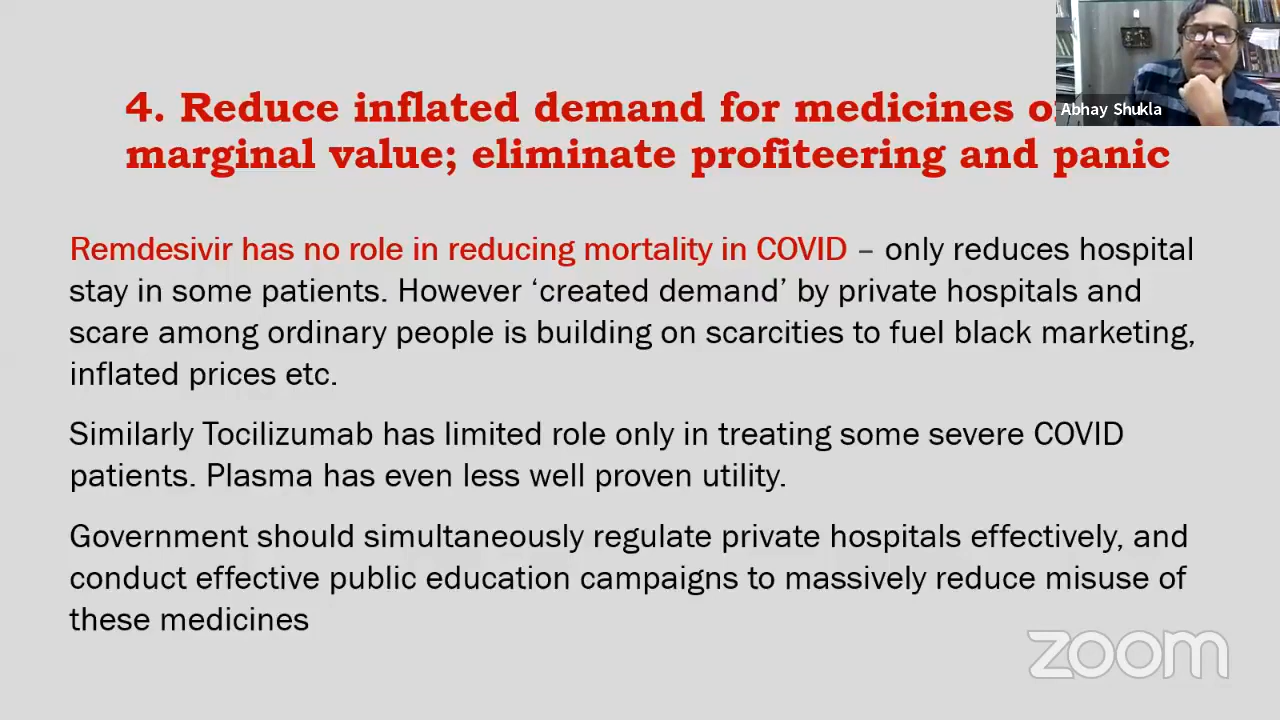 4. Reduce inflated demand for medicines
marginal value; eliminate profiteering and panic
Abhay Shukla
Remdesivir has no role in reducing mortality in COVID – only reduces hospital
stay in some patients. However ‘created demand’ by private hospitals and
scare among ordinary people is building on scarcities to fuel black marketing,
inflated prices etc.
Similarly Tocilizumab has limited role only in treating some severe COVID
patients. Plasma has even less well proven utility.
Government should simultaneously regulate private hospitals effectively, and
conduct effective public education campaigns to massively reduce misuse of
these medicines
zoom